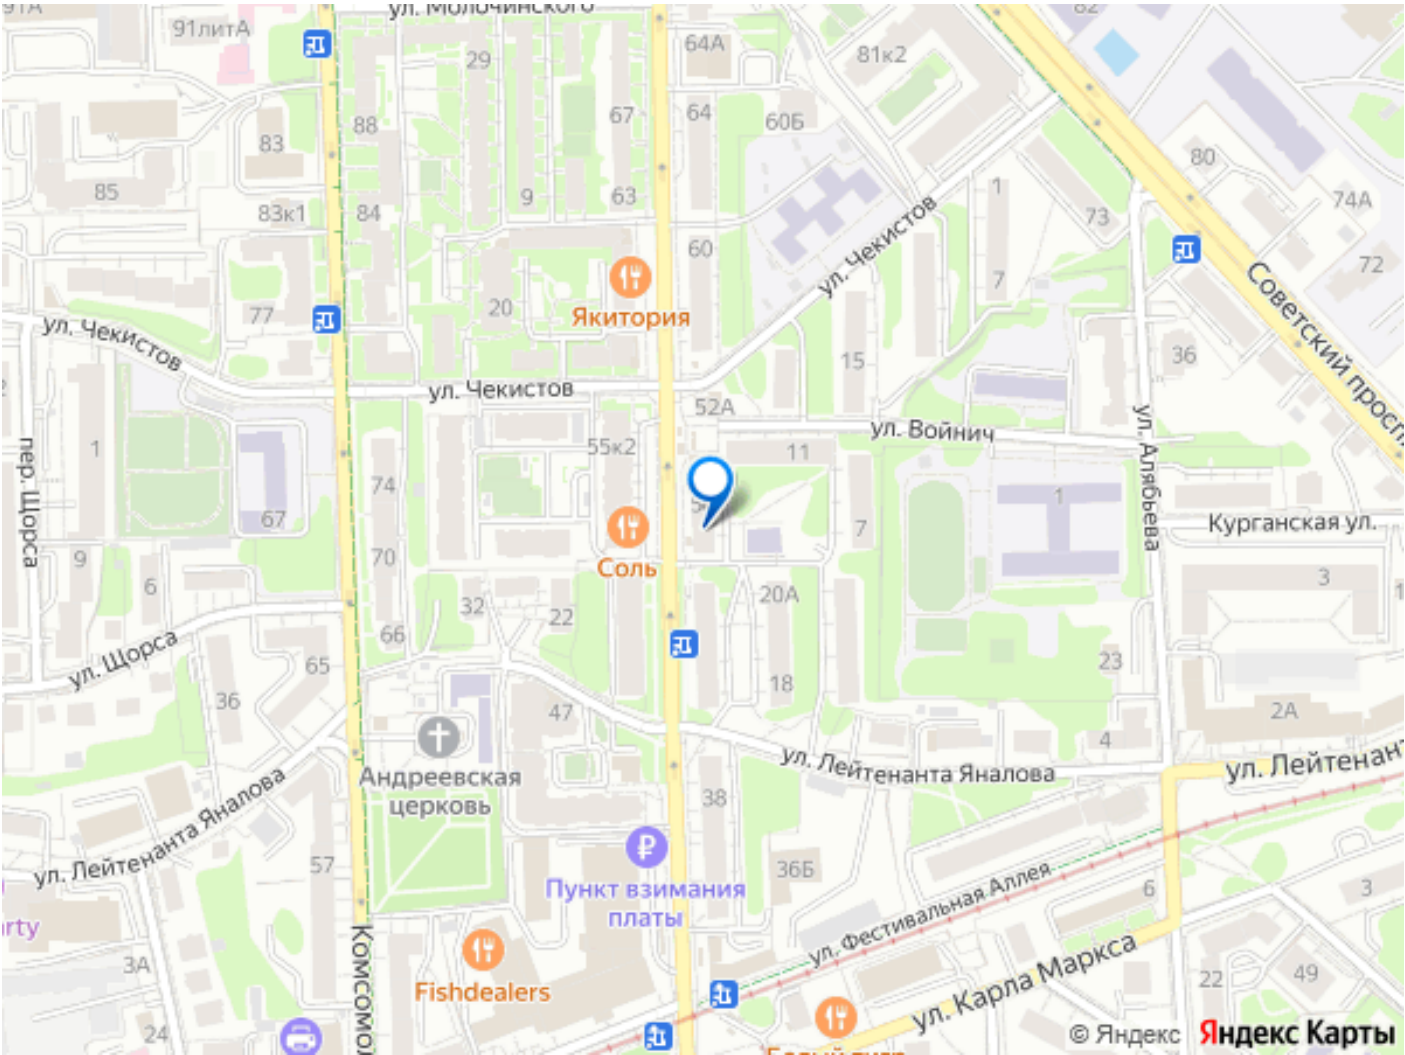 91А
91литА
ул. Молочинского
82
29
64А
81к2
88
67
64
60Б
83
80
85
9
63
1
74А
83к1
84
73
60
ул. Чекистов
7
72
Советский просп
77
20
Якитория
ул. Чекистов
15
36
ул. Чекистов
52А
ул. Войнич
ул. Алябьева
пер. Щорса
1
55к2
11
74
1
67
Курганская ул.
9
70
Соль
7
6
3
32
22
20А
ул. Щорса
66
65
23
36
18
47
2А
4
Андреевская
церковь
ул. Лейтенанта Яналова
ул. Лейтенант
ул. Лейтенанта Яналова
38
57
36Б
Пункт взимания
платы
6
3
ул. Фестивальная Аллея
rty
Комсомол
3А
ул. Карла Маркса
22
49
Fishdealers
24
© Яндекс Яндекс Карты